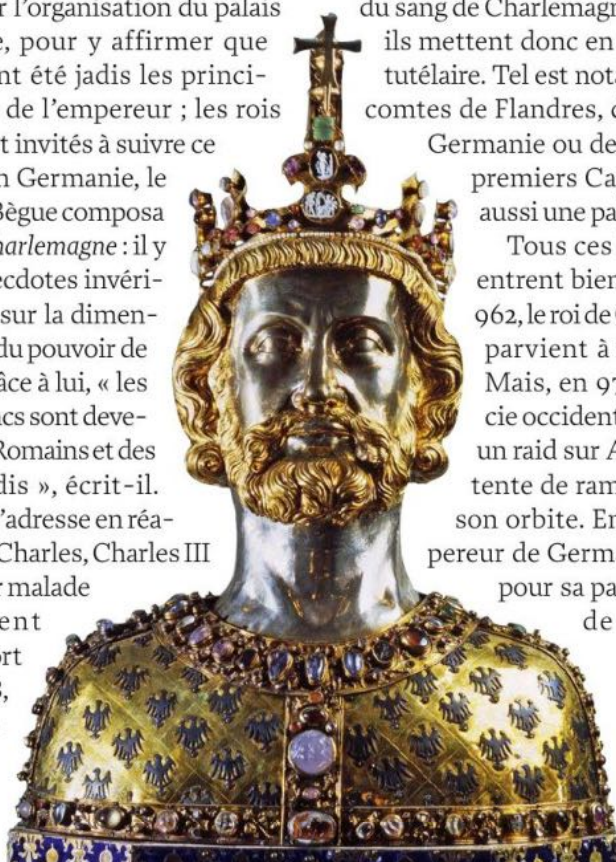 r l'organisation du palais
e, pour y affirmer que
nt été jadis les princi-
de l'empereur ; les rois
t invités à suivre ce
n Germanie, le
Bègue composa
harlemagne : il y
ecdotes invéri-
sur la dimen-
du pouvoir de
âce à lui, « les
ncs sont deve-
Romains et des
dis », écrit-il.
'adresse en réa-
Charles, Charles III
r malade
ent
ort
8,
du sang de Charlemagn
ils mettent donc en
tutélaire. Tel est nota
comtes de Flandres, d
Germanie ou de
premiers Ca
aussi une pa
Tous ces
entrent bien
962, le roi de
parvient à
Mais, en 97
cie occident
un raid sur A
tente de ram
son orbite. En
pereur de Germ
pour sa pa
de